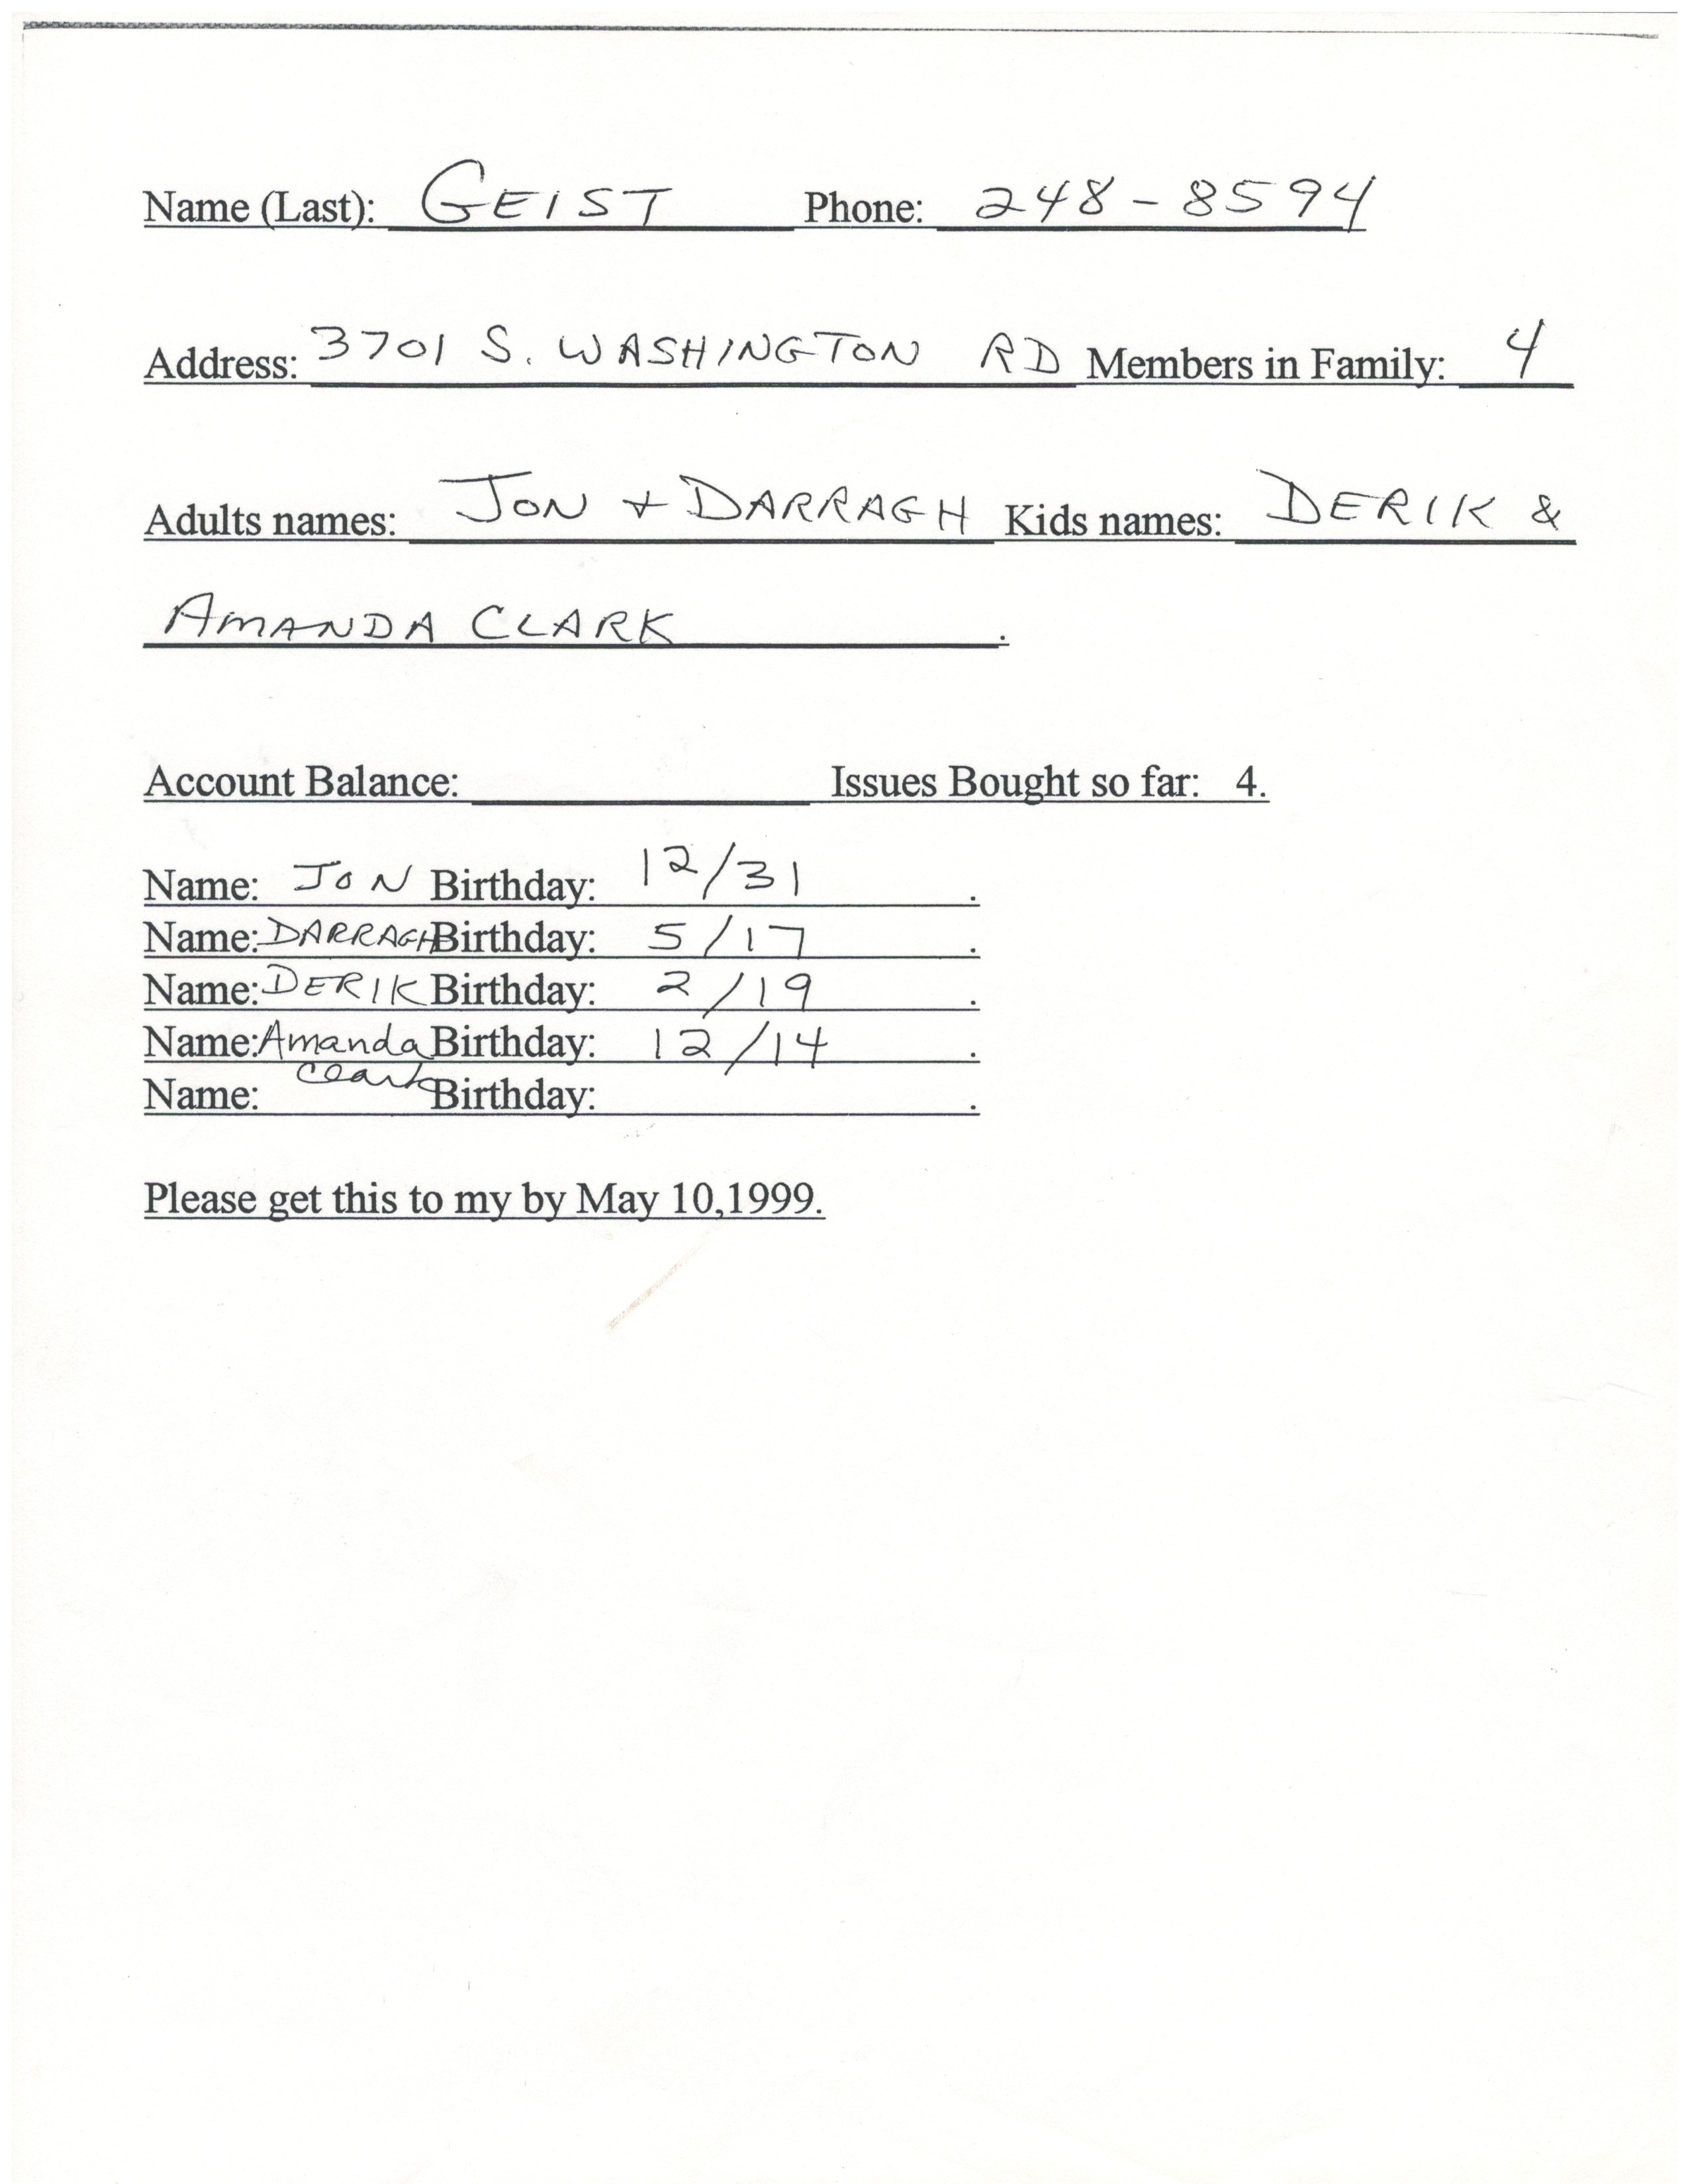 Name (Last): GEIST Phone: 248-8594
Address: 3701 S. WASHINGTON RD Members in Family: 4
Adults names: JON + DARRAGH Kids names: DERIK &
AMANDA CLARK.
Account Balance: Issues Bought so far: 4.
Name: JON Birthday: 12/31.
Name: DARRAGH Birthday: 5/17.
Name: DERIK Birthday: 2/19.
Name: Amanda Birthday: 12/14.
Name: Clark Birthday: .
Please get this to my by May 10,1999.